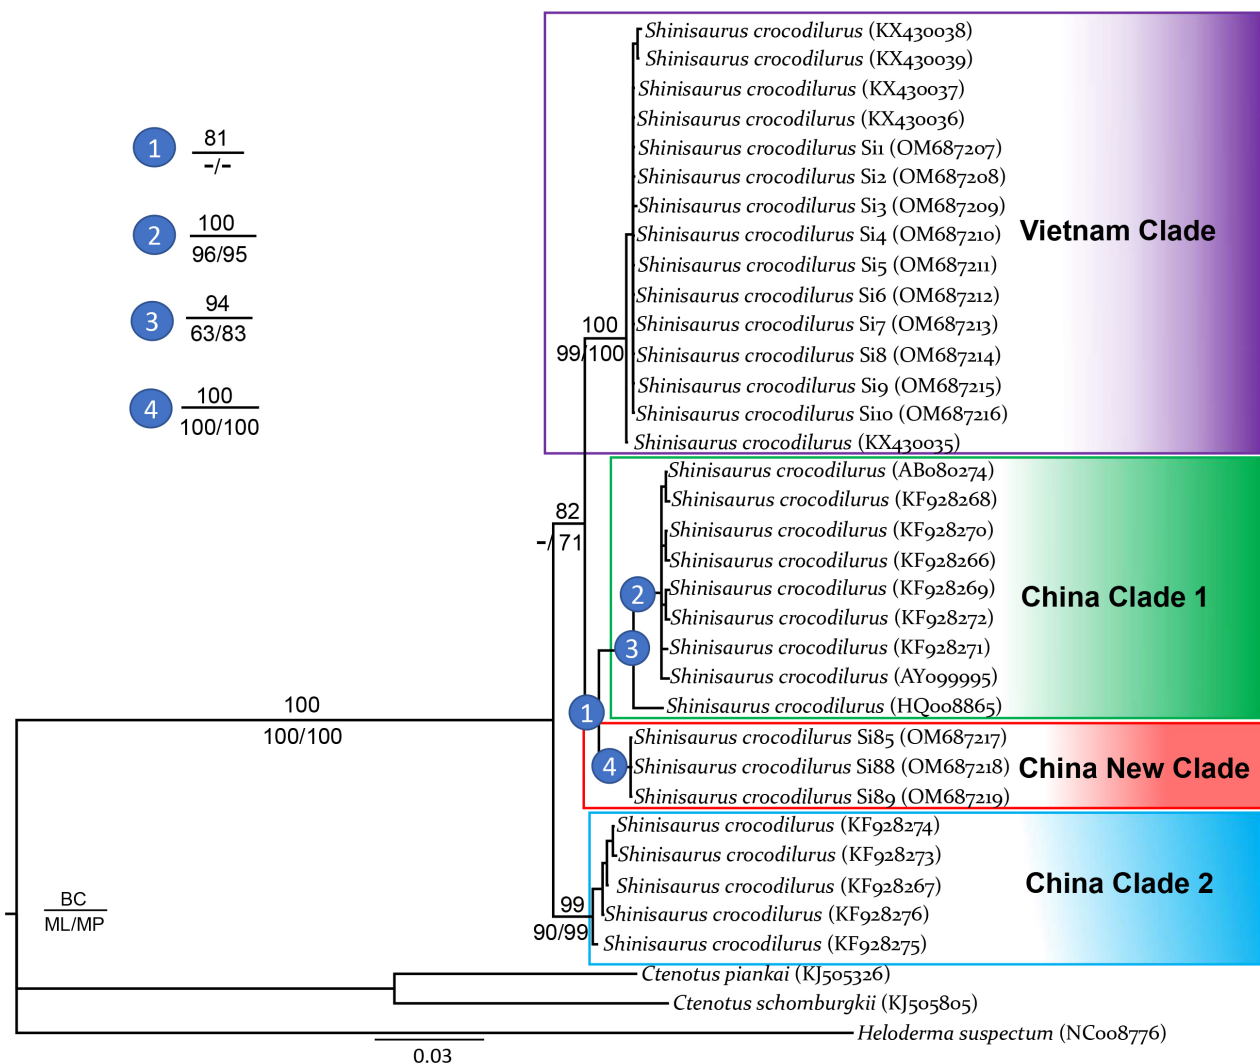 1
81
–/–
2
100
96/95
3
94
63/83
4
100
100/100
Shinisaurus crocodilurus (KX430038)
Shinisaurus crocodilurus (KX430039)
Shinisaurus crocodilurus (KX430037)
Shinisaurus crocodilurus (KX430036)
Shinisaurus crocodilurus Si1 (OM687207)
Shinisaurus crocodilurus Si2 (OM687208)
Shinisaurus crocodilurus Si3 (OM687209)
Shinisaurus crocodilurus Si4 (OM687210)
Shinisaurus crocodilurus Si5 (OM687211)
Shinisaurus crocodilurus Si6 (OM687212)
Shinisaurus crocodilurus Si7 (OM687213)
Shinisaurus crocodilurus Si8 (OM687214)
Shinisaurus crocodilurus Si9 (OM687215)
Shinisaurus crocodilurus Si10 (OM687216)
Shinisaurus crocodilurus (KX430035)
Vietnam Clade
100
99/100
Shinisaurus crocodilurus (AB080274)
Shinisaurus crocodilurus (KF928268)
Shinisaurus crocodilurus (KF928270)
Shinisaurus crocodilurus (KF928266)
Shinisaurus crocodilurus (KF928269)
Shinisaurus crocodilurus (KF928272)
Shinisaurus crocodilurus (KF928271)
Shinisaurus crocodilurus (AY099995)
Shinisaurus crocodilurus (HQ008865)
China Clade 1
82
–/71
2
3
1
4
Shinisaurus crocodilurus Si85 (OM687217)
Shinisaurus crocodilurus Si88 (OM687218)
Shinisaurus crocodilurus Si89 (OM687219)
China New Clade
100
100/100
Shinisaurus crocodilurus (KF928274)
Shinisaurus crocodilurus (KF928273)
Shinisaurus crocodilurus (KF928267)
Shinisaurus crocodilurus (KF928276)
Shinisaurus crocodilurus (KF928275)
China Clade 2
99
90/99
BC
ML/MP
Ctenotus piankai (KJ505326)
Ctenotus schomburgkii (KJ505805)
Heloderma suspectum (NC008776)
0.03